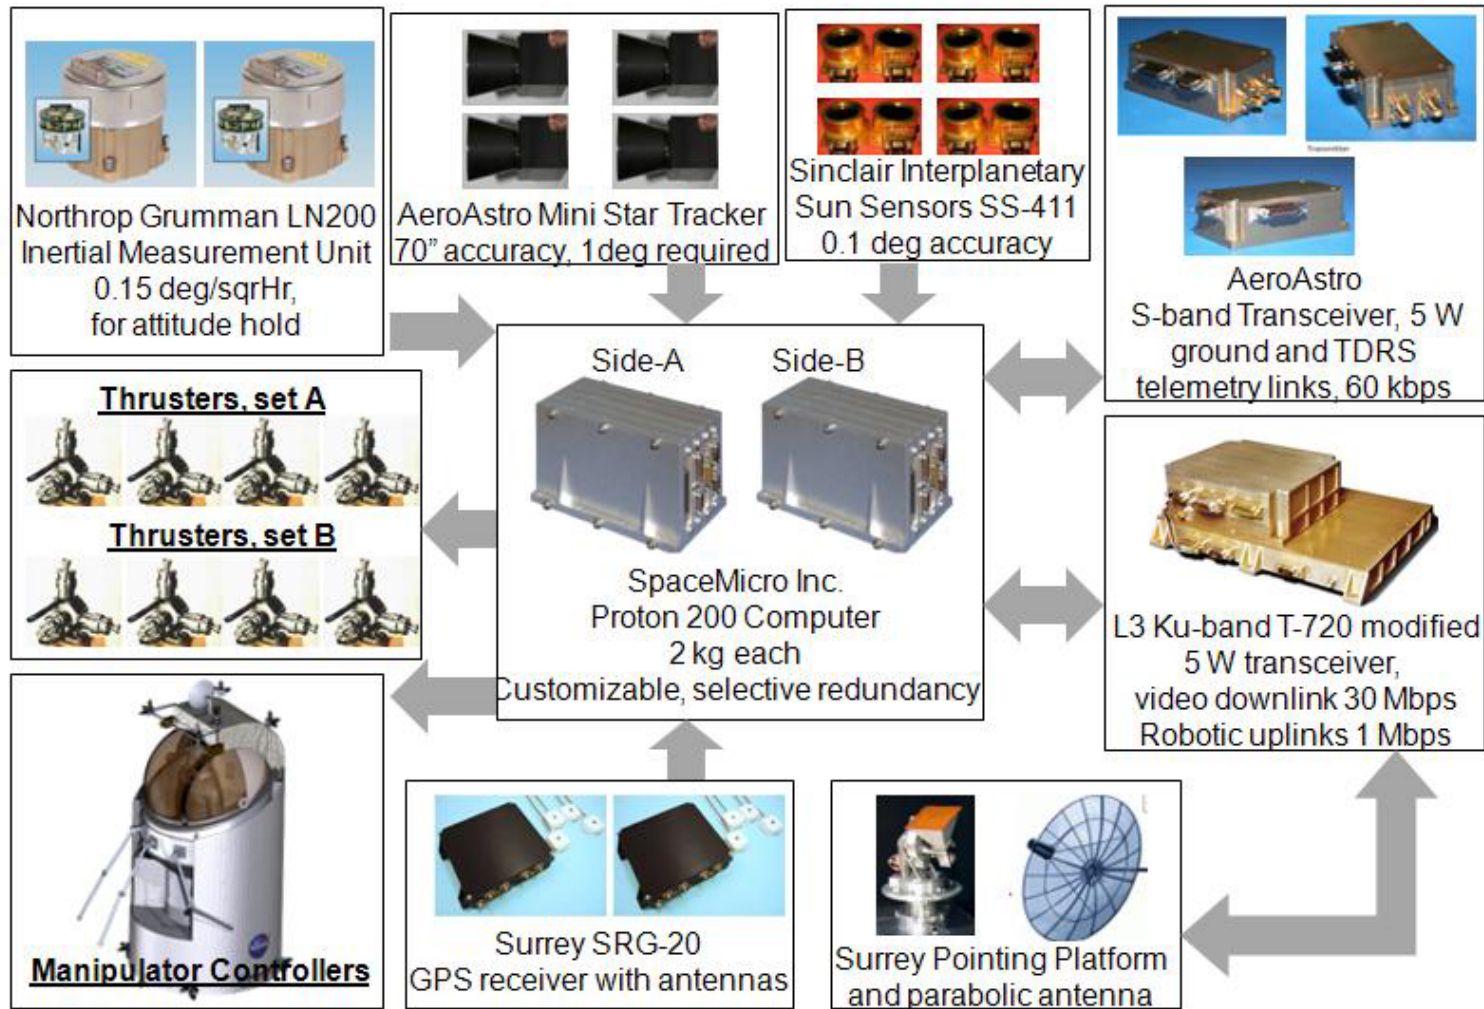 Northrop Grumman LN200
Inertial Measurement Unit
0.15 deg/sqrHr,
for attitude hold
AeroAstro Mini Star Tracker
70” accuracy, 1deg required
Sinclair Interplanetary
Sun Sensors SS-411
0.1 deg accuracy
Transmitter
AeroAstro
S-band Transceiver, 5 W
ground and TDRS
telemetry links, 60 kbps
Thrusters, set A
Thrusters, set B
Side-A
Side-B
SpaceMicro Inc.
Proton 200 Computer
2 kg each
Customizable, selective redundancy
L3 Ku-band T-720 modified
5 W transceiver,
video downlink 30 Mbps
Robotic uplinks 1 Mbps
Manipulator Controllers
Surrey SRG-20
GPS receiver with antennas
Surrey Pointing Platform
and parabolic antenna